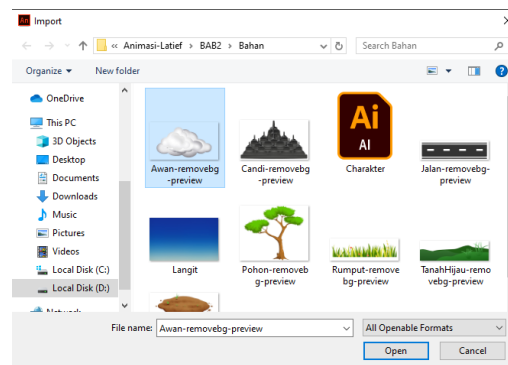 An Import
« Animasi-Latief > BAB2 > Bahan
Search Bahan
Organize New folder
OneDrive
This PC
3D Objects
Desktop
Documents
Downloads
Music
Pictures
Videos
Local Disk (C:)
Local Disk (D:)
Network
Awan-removebg
-preview
Candi-removebg
-preview
Ai
AI
Charakter
Jalan-removebg-
preview
Langit
Pohon-removeb
g-preview
Rumput-remove
bg-preview
TanahHijau-remo
vebg-preview
File name: Awan-removebg-preview All Openable Formats
Open Cancel